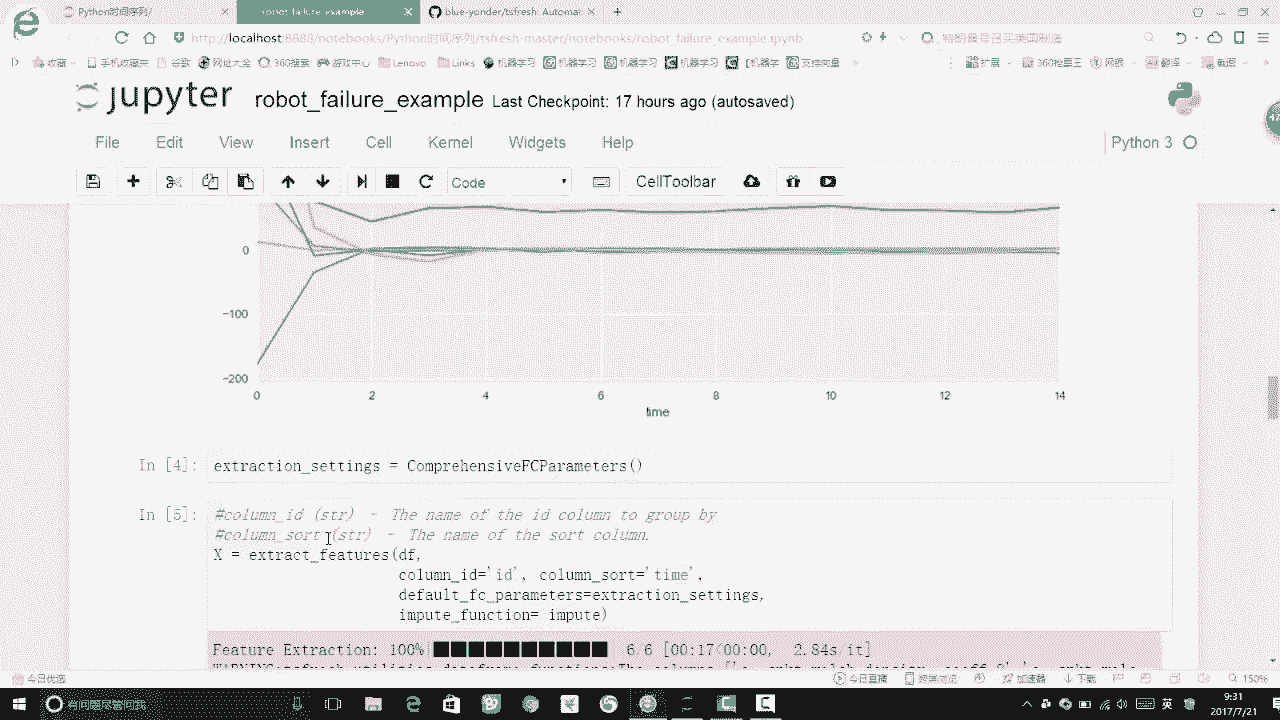 Python时间序列/
robot_failure_example
blue-yonder/tsfresh: Automat
http://localhost:8888/notebooks/Python时间序列/tsfresh-master/notebooks/robot_failure_example.ipynb
收藏
手机收藏夹
谷歌
网址大全
360搜索
游戏中心
Lenovo
Links
机器学习
机器学习
机器学习
机器学习
【机器学
支持向量
扩展
网银
翻译
jupyter
robot_failure_example
Last Checkpoint: 17 hours ago (autosaved)
File
Edit
View
Insert
Cell
Kernel
Widgets
Help
Python 3
Code
CellToolbar
0
−100
−200
0
2
4
6
8
10
12
14
time
In [4]:
extraction_settings = ComprehensiveFCParameters()
In [5]:
#column_id (str) - The name of the id column to group by
#column_sort (str) - The name of the sort column.
X = extract_features(df,
column_id='id', column_sort='time',
default_fc_parameters=extraction_settings,
impute_function= impute)
Feature Extraction: 100%
6/6 [00:17<00:00, 2.84s/it]
今日优选
今日直播
加速器
下载
150%
有问题尽管问我
英
9:31
2017/7/21